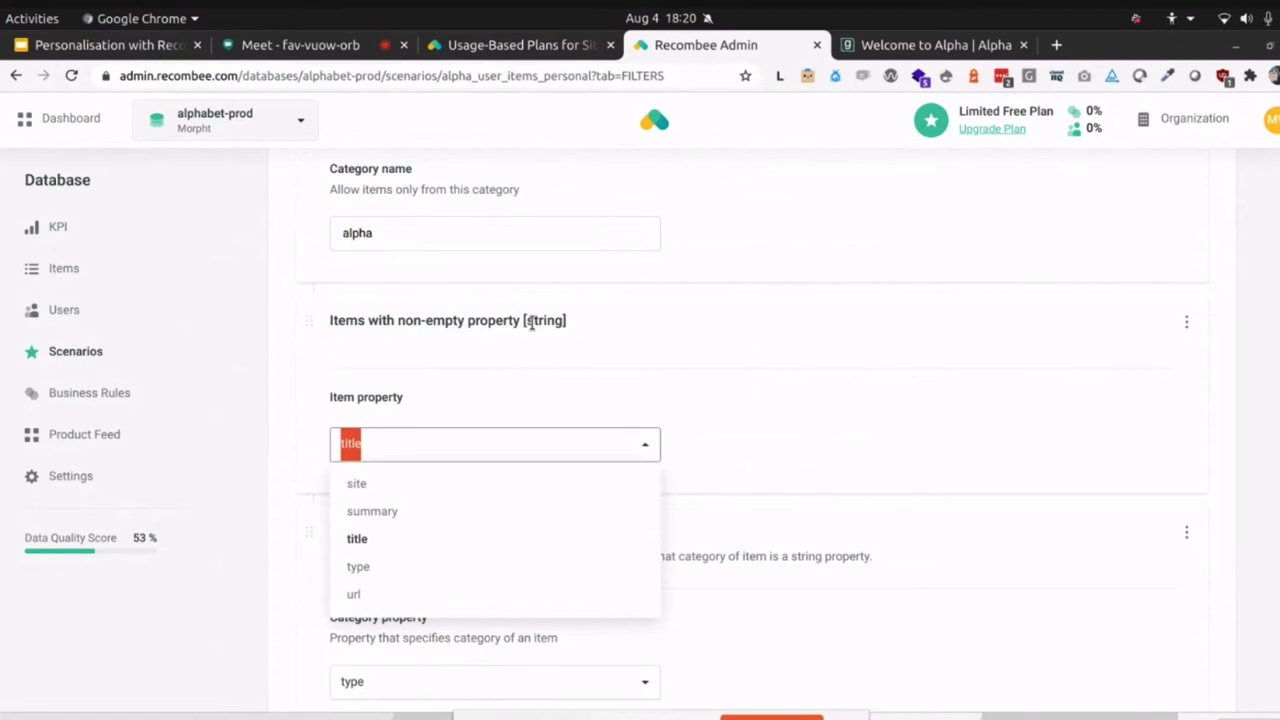 Activities
Google Chrome
Aug 4 18:20
Personalisation with Reco
Meet - fav-vuow-orb
Usage-Based Plans for Sit
Recombee Admin
Welcome to Alpha | Alpha
admin.recombee.com/databases/alphabet-prod/scenarios/alpha_user_items_personal?tab=FILTERS
Dashboard
alphabet-prod
Morpht
Limited Free Plan
Upgrade Plan
0%
0%
Organization
Database
KPI
Items
Users
Scenarios
Business Rules
Product Feed
Settings
Data Quality Score 53 %
Category name
Allow items only from this category
alpha
Items with non-empty property [string]
Item property
title
site
summary
title
type
url
hat category of item is a string property.
Category property
Property that specifies category of an item
type